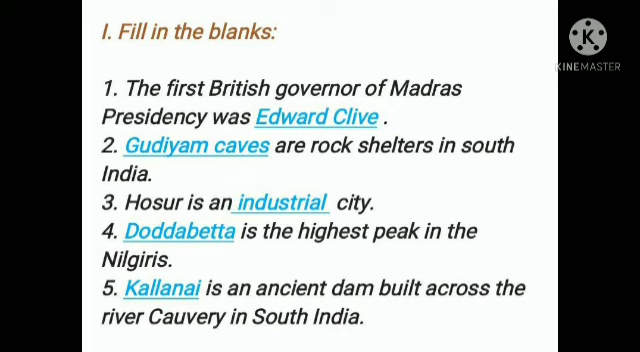 I. Fill in the blanks:
K
KINEMASTER
1. The first British governor of Madras
Presidency was Edward Clive .
2. Gudiyam caves are rock shelters in south
India.
3. Hosur is an industrial city.
4. Doddabetta is the highest peak in the
Nilgiris.
5. Kallanai is an ancient dam built across the
river Cauvery in South India.